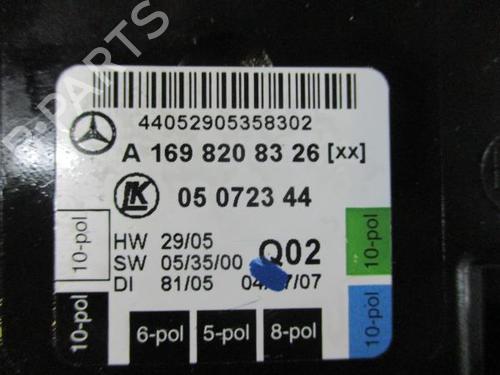 B-PARTS
44052905358302
A 169 820 83 26 [xx]
LK 05 0723 44
10-pol
HW 29/05
SW 05/35/00
DI 81/05
Q02
10-pol
10-pol
6-pol
5-pol
8-pol
10-pol